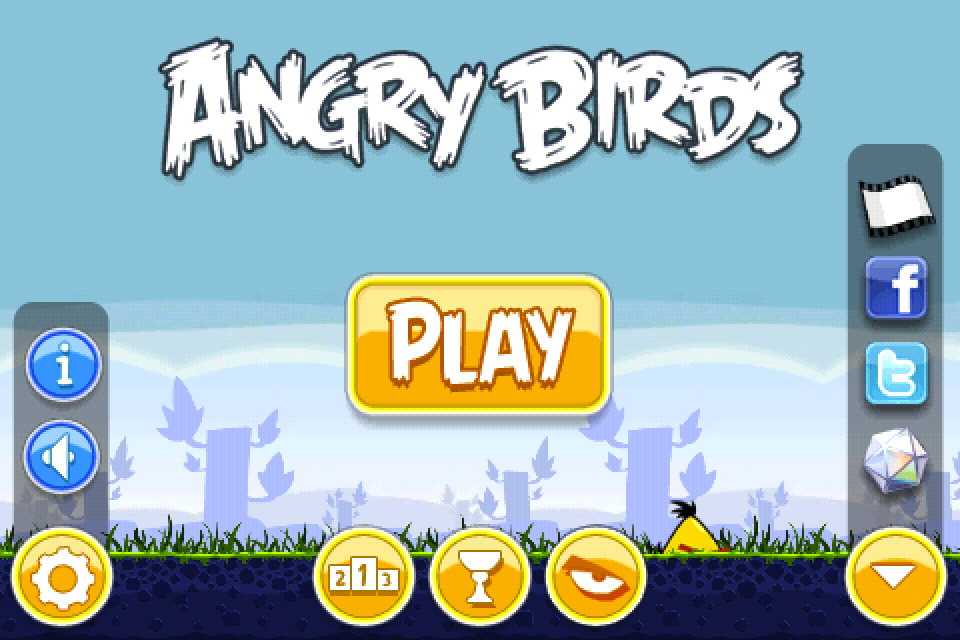 ANGRY BIRDS
PLAY
i
f
t
2 1 3